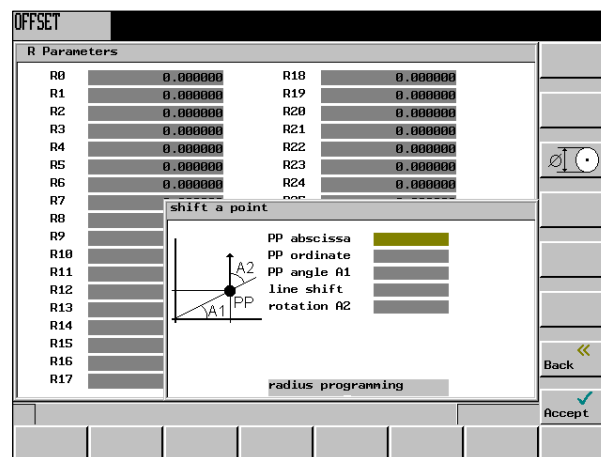 OFFSET
R Parameters
R0 0.000000 R18 0.000000
R1 0.000000 R19 0.000000
R2 0.000000 R20 0.000000
R3 0.000000 R21 0.000000
R4 0.000000 R22 0.000000
R5 0.000000 R23 0.000000
R6 0.000000 R24 0.000000
R7
shift a point
R8
R9 PP abscissa
R10 PP ordinate
R11 PP angle A1
R12 line shift
R13 rotation A2
R14
R15
R16
R17
A2
PP
A1
radius programming
Back
Accept